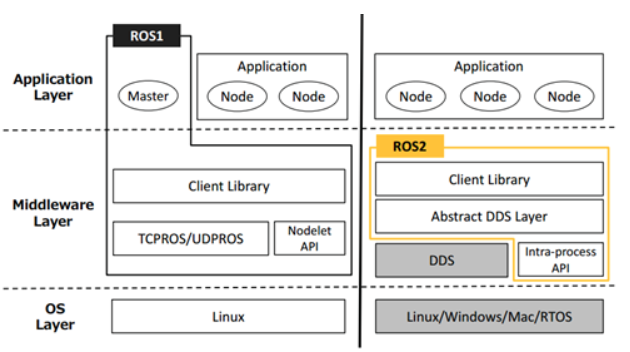 ROS1
Application
Layer
Master
Application
Node
Node
Application
Node
Node
Node
Middleware
Layer
Client Library
TCPROS/UDPROS
Nodelet
API
ROS2
Client Library
Abstract DDS Layer
DDS
Intra-process
API
OS
Layer
Linux
Linux/Windows/Mac/RTOS